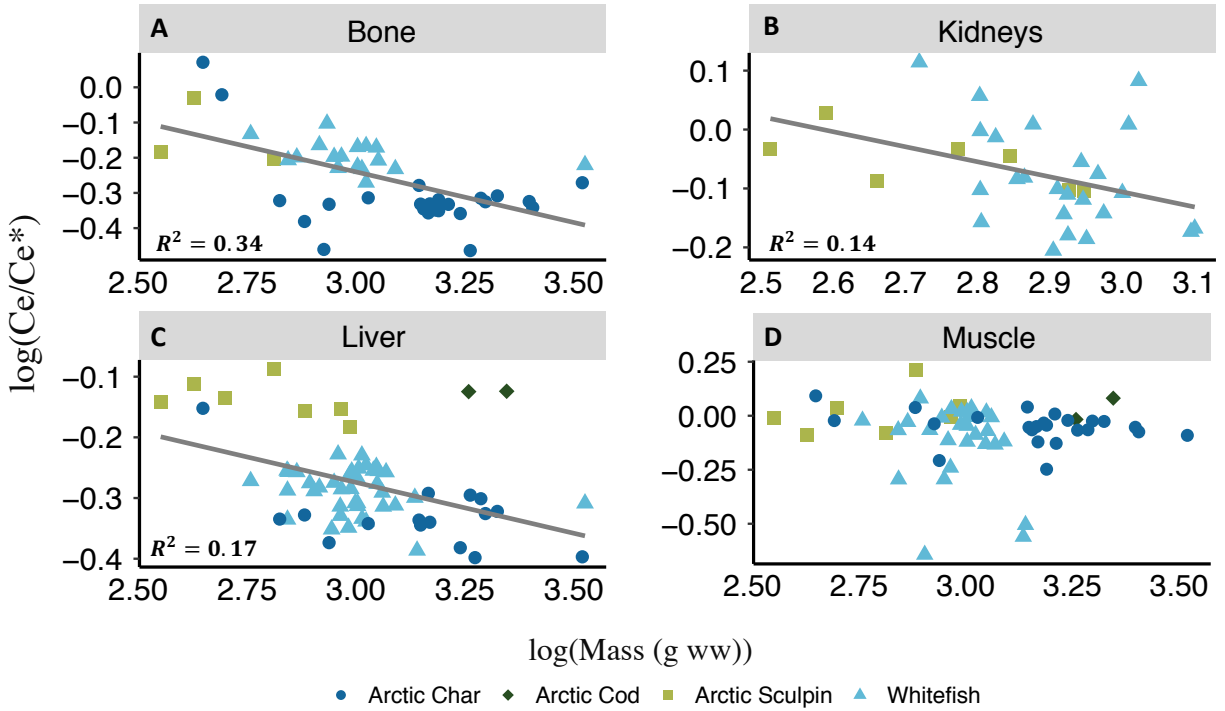 A Bone
B Kidneys
log(Ce/Ce*)
0.0
−0.1
−0.2
−0.3
−0.4
R² = 0.34
2.50 2.75 3.00 3.25 3.50
0.1
0.0
−0.1
−0.2
R² = 0.14
2.5 2.6 2.7 2.8 2.9 3.0 3.1
C Liver
D Muscle
−0.1
−0.2
−0.3
−0.4
R² = 0.17
2.50 2.75 3.00 3.25 3.50
0.25
0.00
−0.25
−0.50
2.50 2.75 3.00 3.25 3.50
log(Mass (g ww))
Arctic Char Arctic Cod Arctic Sculpin Whitefish